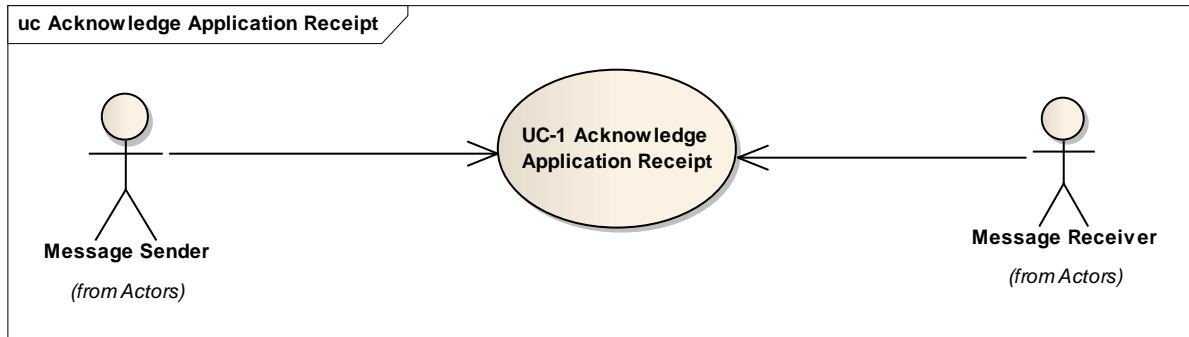 uc Acknowledge Application Receipt
UC-1 Acknowledge
Application Receipt
Message Sender
(from Actors)
Message Receiver
(from Actors)